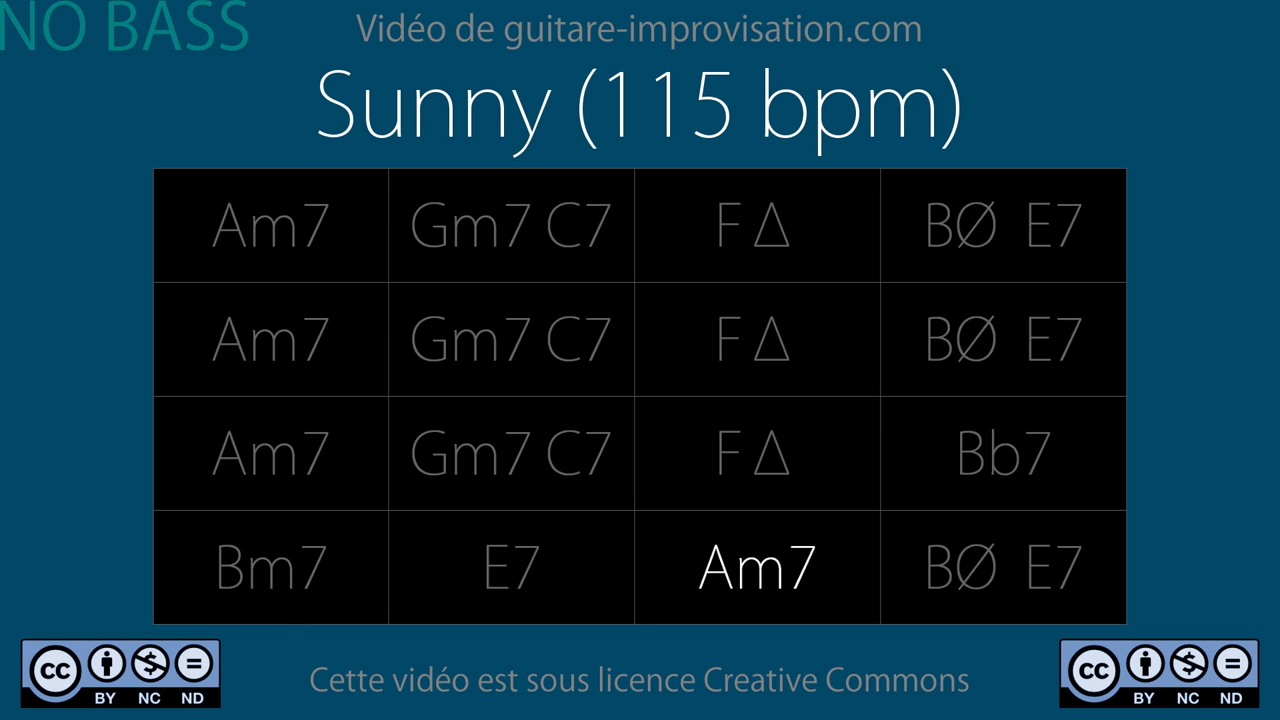 NO BASS
Vidéo de guitare-improvisation.com
Sunny (115 bpm)
Am7 Gm7 C7 F Δ BØ E7
Am7 Gm7 C7 F Δ BØ E7
Am7 Gm7 C7 F Δ Bb7
Bm7 E7 Am7 BØ E7
Cette vidéo est sous licence Creative Commons
cc BY NC ND
cc BY NC ND